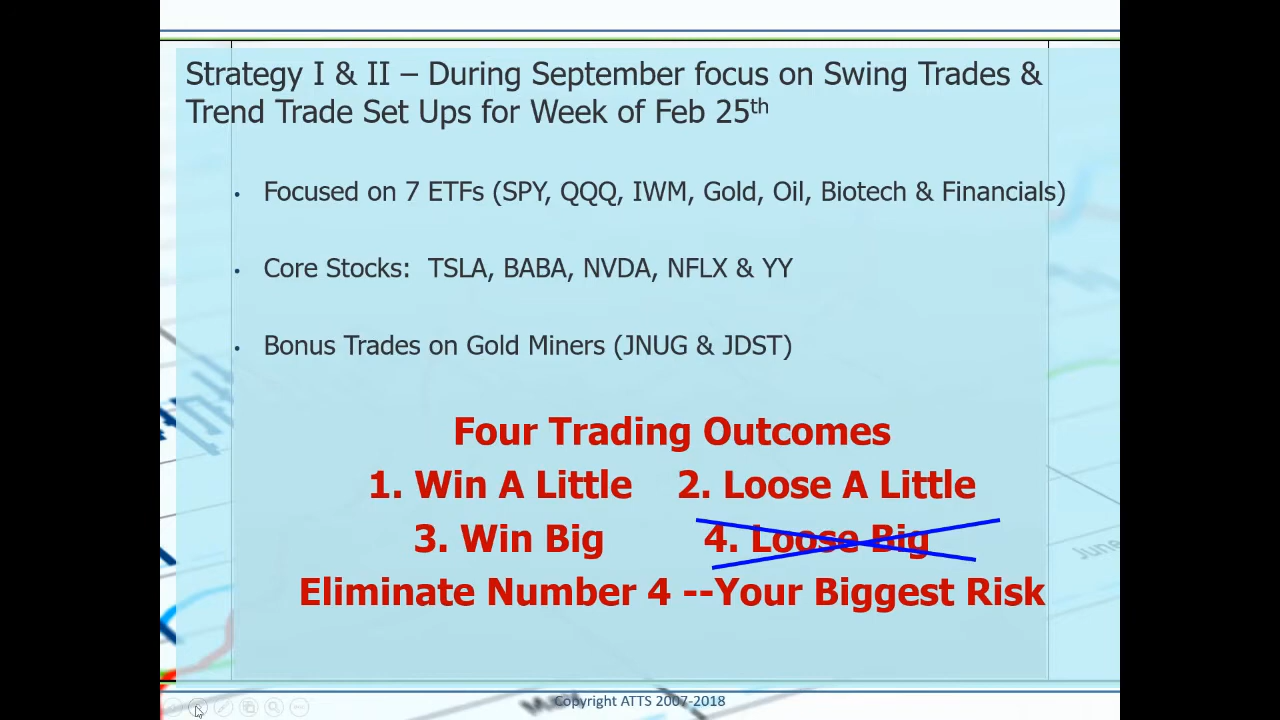 Strategy I & II – During September focus on Swing Trades &
Trend Trade Set Ups for Week of Feb 25th
• Focused on 7 ETFs (SPY, QQQ, IWM, Gold, Oil, Biotech & Financials)
• Core Stocks: TSLA, BABA, NVDA, NFLX & YY
• Bonus Trades on Gold Miners (JNUG & JDST)
Four Trading Outcomes
1. Win A Little 2. Loose A Little
3. Win Big 4. Loose Big
Eliminate Number 4 --Your Biggest Risk
June
Copyright ATTS 2007-2018